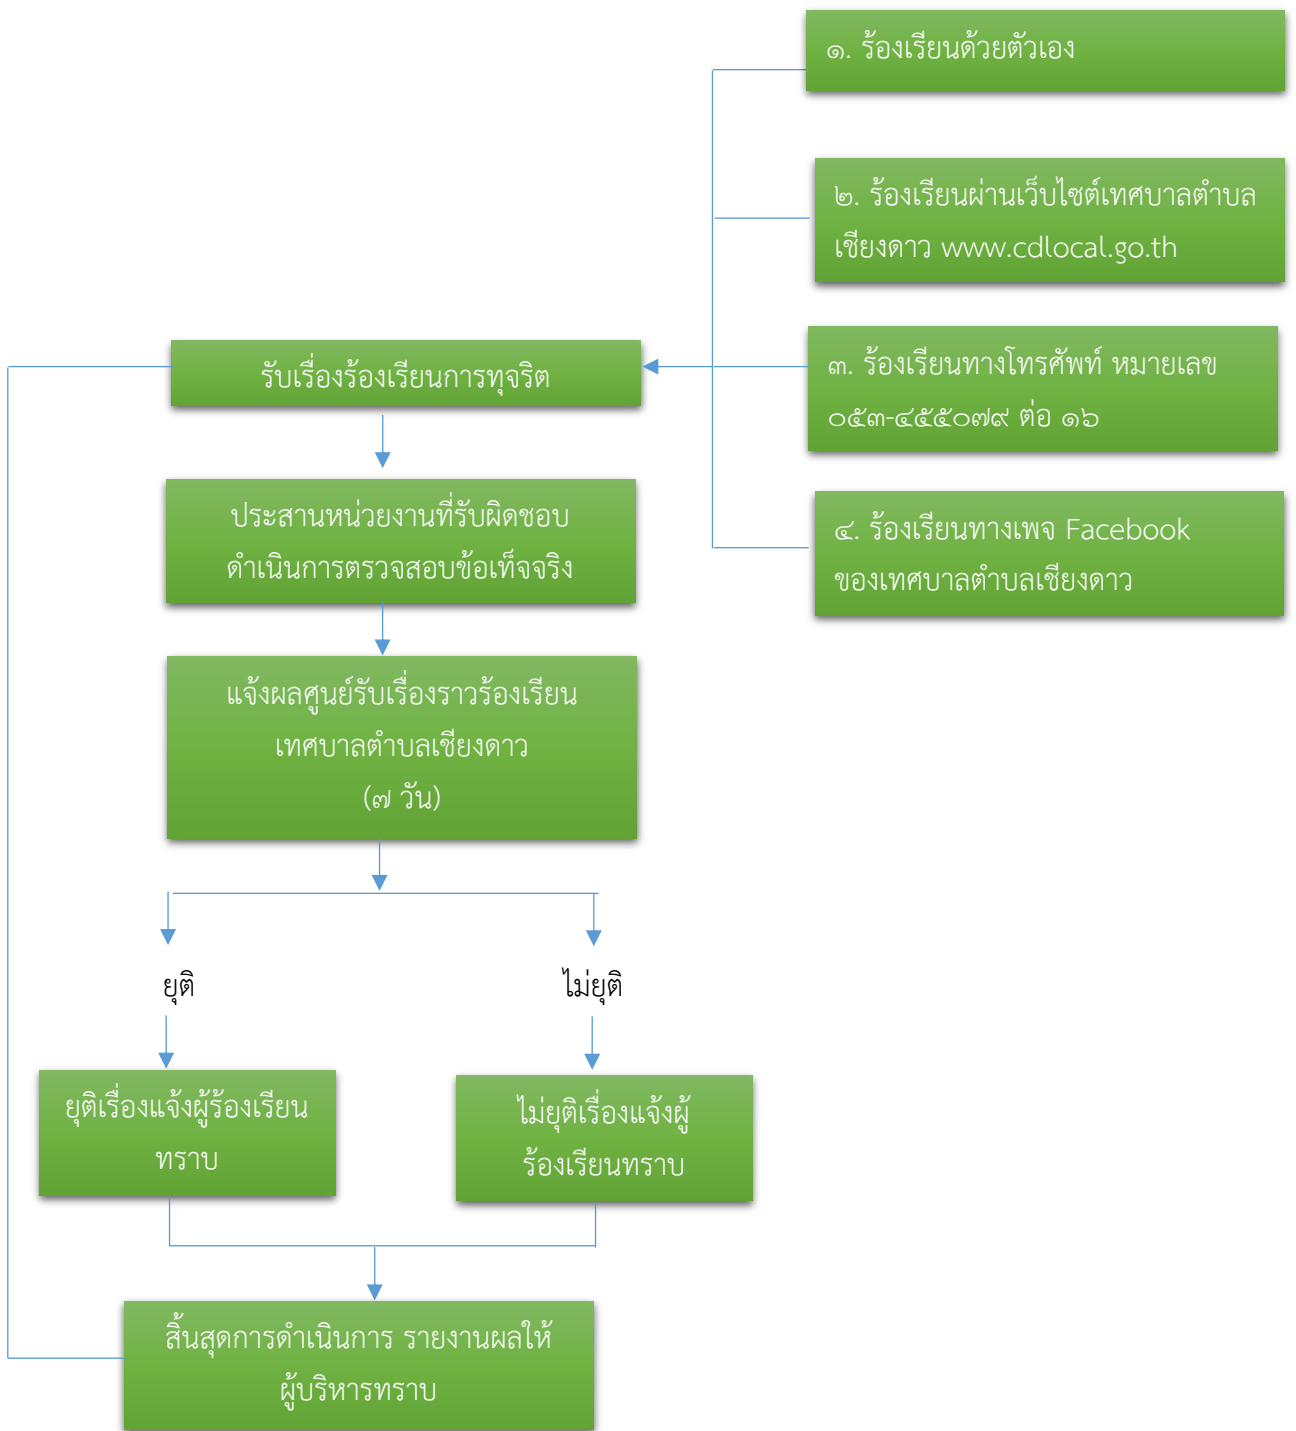 ๑. ร้องเรียนด้วยตัวเอง
๒. ร้องเรียนผ่านเว็บไซต์เทศบาลตำบล
เชียงดาว www.cdlocal.go.th
๓. ร้องเรียนทางโทรศัพท์ หมายเลข
๐๕๓-๔๕๕๐๗๙ ต่อ ๑๖
๔. ร้องเรียนทางเพจ Facebook
ของเทศบาลตำบลเชียงดาว
รับเรื่องร้องเรียนการทุจริต
ประสานหน่วยงานที่รับผิดชอบ
ดำเนินการตรวจสอบข้อเท็จจริง
แจ้งผลศูนย์รับเรื่องราวร้องเรียน
เทศบาลตำบลเชียงดาว
(๗ วัน)
ยุติ
ไม่ยุติ
ยุติเรื่องแจ้งผู้ร้องเรียน
ทราบ
ไม่ยุติเรื่องแจ้งผู้
ร้องเรียนทราบ
สิ้นสุดการดำเนินการ รายงานผลให้
ผู้บริหารทราบ